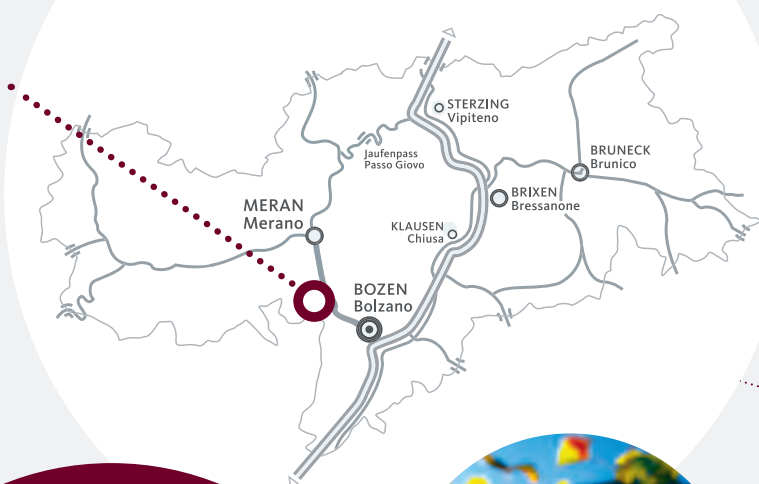 STERZING
Vipiteno
Jaufenpass
Passo Giovo
BRUNECK
Brunico
BRIXEN
Bressanone
MERAN
Merano
KLAUSEN
Chiusa
BOZEN
Bolzano